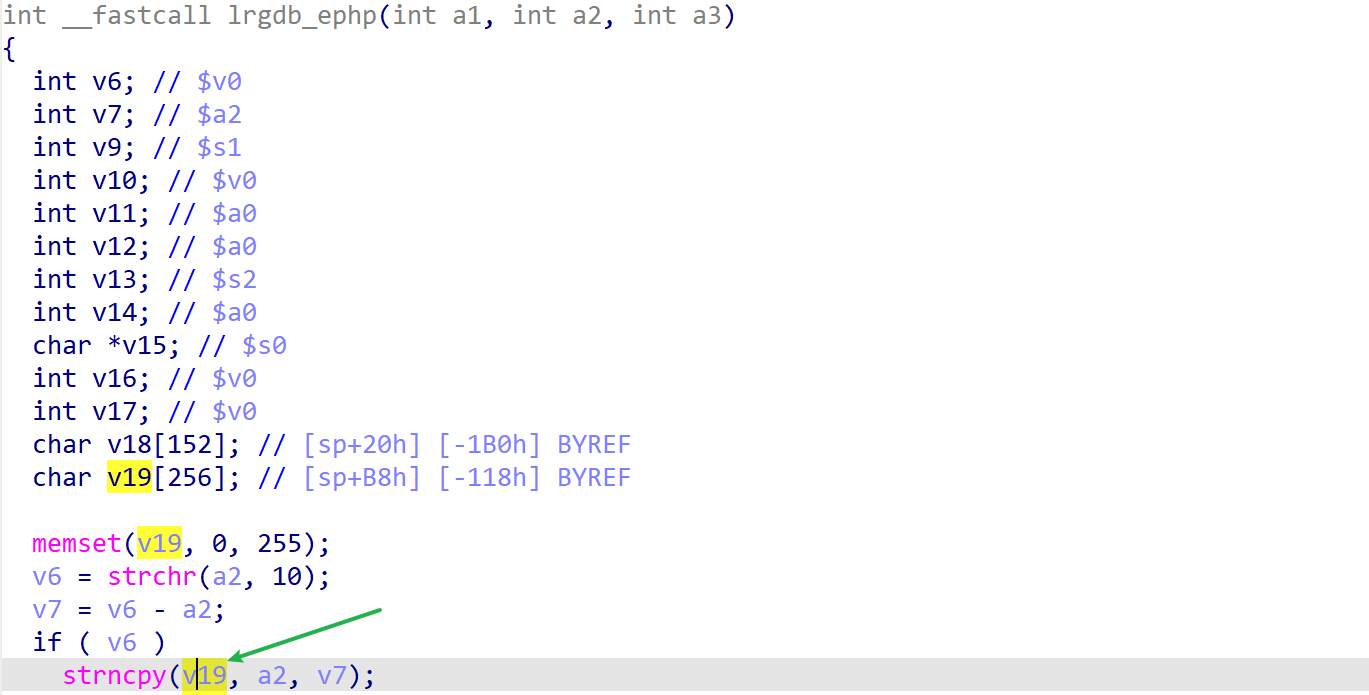 int __fastcall lrgdb_ephp(int a1, int a2, int a3)
{
int v6; // $v0
int v7; // $a2
int v9; // $s1
int v10; // $v0
int v11; // $a0
int v12; // $a0
int v13; // $s2
int v14; // $a0
char *v15; // $s0
int v16; // $v0
int v17; // $v0
char v18[152]; // [sp+20h] [-1B0h] BYREF
char v19[256]; // [sp+B8h] [-118h] BYREF
memset(v19, 0, 255);
v6 = strchr(a2, 10);
v7 = v6 - a2;
if ( v6 )
strncpy(v19, a2, v7);